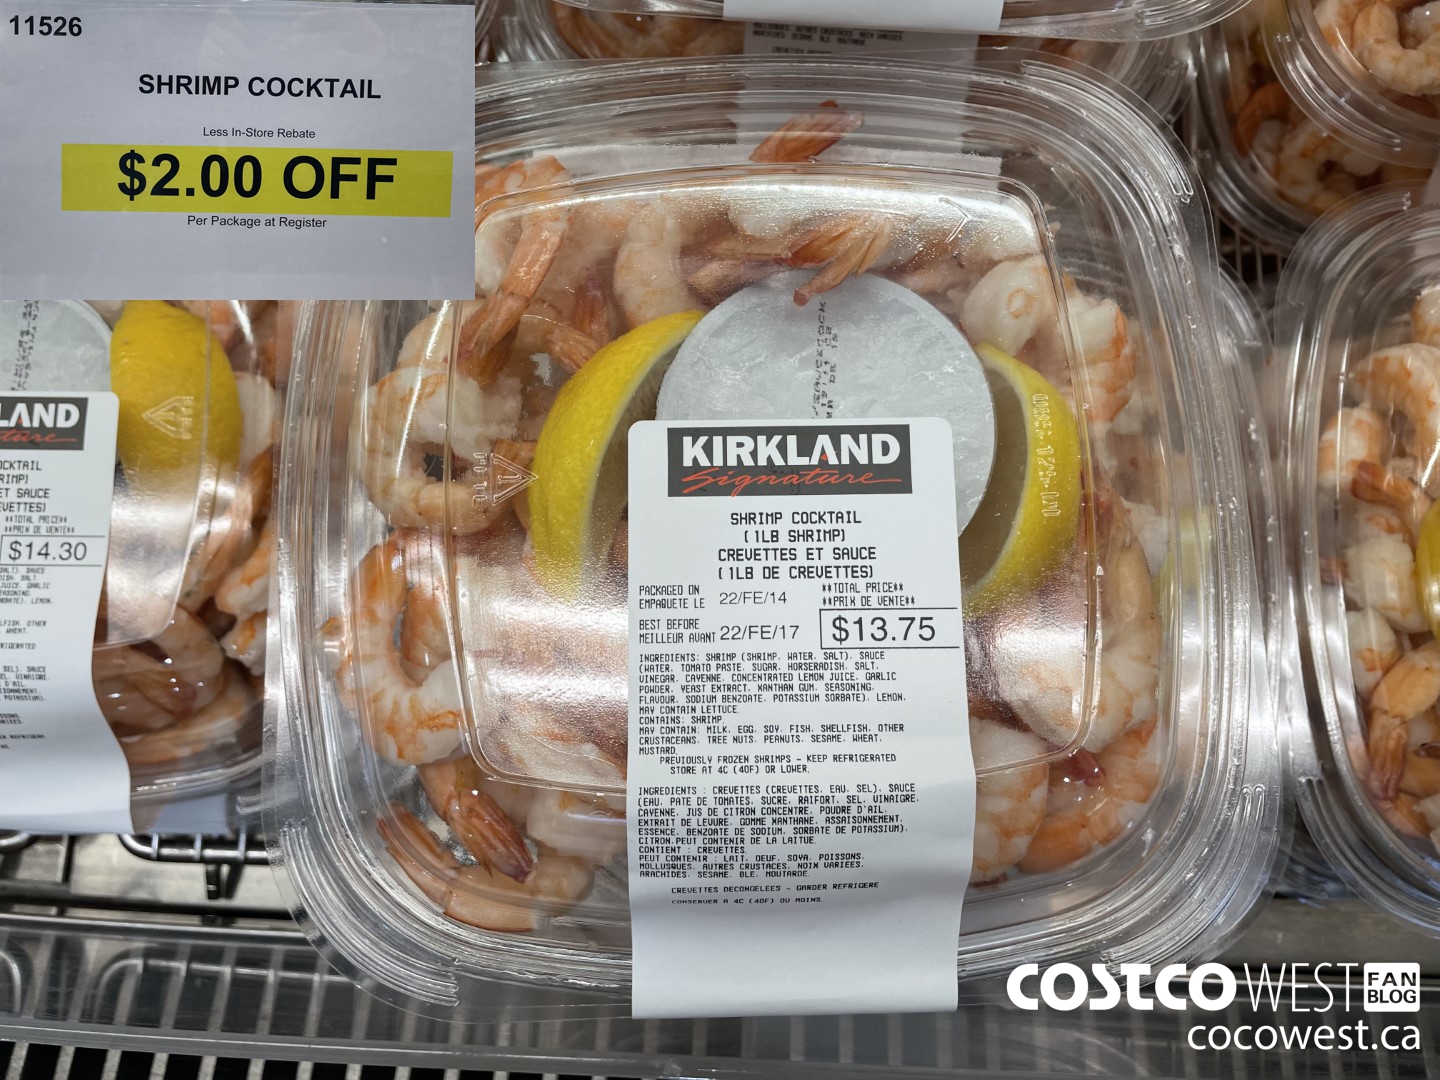 11526
SHRIMP COCKTAIL
Less In-Store Rebate
$2.00 OFF
Per Package at Register
KIRKLAND
Signature
SHRIMP COCKTAIL
(1LB SHRIMP)
CREVETTES ET SAUCE
(1LB DE CREVETTES)
PACKAGED ON
EMPAQUETE LE 22/FE/14
BEST BEFORE
MEILLEUR AVANT 22/FE/17
**TOTAL PRICE**
**PRIX DE VENTE**
$13.75
INGREDIENTS: SHRIMP (SHRIMP, WATER, SALT), SAUCE
(WATER, TOMATO PASTE, SUGAR, HORSERADISH, SALT,
VINEGAR, CAYENNE, CONCENTRATED LEMON JUICE, GARLIC
POWDER, YEAST EXTRACT, XANTHAN GUM, SEASONING,
FLAVOUR, SODIUM BENZOATE, POTASSIUM SORBATE), LEMON.
MAY CONTAIN LETTUCE.
CONTAINS: SHRIMP.
MAY CONTAIN: MILK, EGG, SOY, FISH, SHELLFISH, OTHER
CRUSTACEANS, TREE NUTS, PEANUTS, SESAME, WHEAT,
MUSTARD.
PREVIOUSLY FROZEN SHRIMPS - KEEP REFRIGERATED
STORE AT 4C (40F) OR LOWER.
INGREDIENTS : CREVETTES (CREVETTES, EAU, SEL), SAUCE
(EAU, PATE DE TOMATES, SUCRE, RAIFORT, SEL, VINAIGRE,
CAYENNE, JUS DE CITRON CONCENTRE, POUDRE D'AIL,
EXTRAIT DE LEVURE, GOMME XANTHANE, ASSAISONNEMENT,
ESSENCE, BENZOATE DE SODIUM, SORBATE DE POTASSIUM),
CITRON.PEUT CONTENIR DE LA LAITUE.
CONTIENT : CREVETTES.
PEUT CONTENIR : LAIT, OEUF, SOYA, POISSONS,
MOLLUSQUES, AUTRES CRUSTACES, NOIX VARIEES,
ARACHIDES, SESAME, BLE, MOUTARDE.
CREVETTES DECONGELEES - GARDER REFRIGERE
CONSERVER A 4C (40F) OU MOINS.
LAND
ture
OCKTAIL
RIMP)
ET SAUCE
EVETTES)
**TOTAL PRICE**
**PRIX DE VENTE**
$14.30
COSTCO WEST FAN BLOG
cocowest.ca